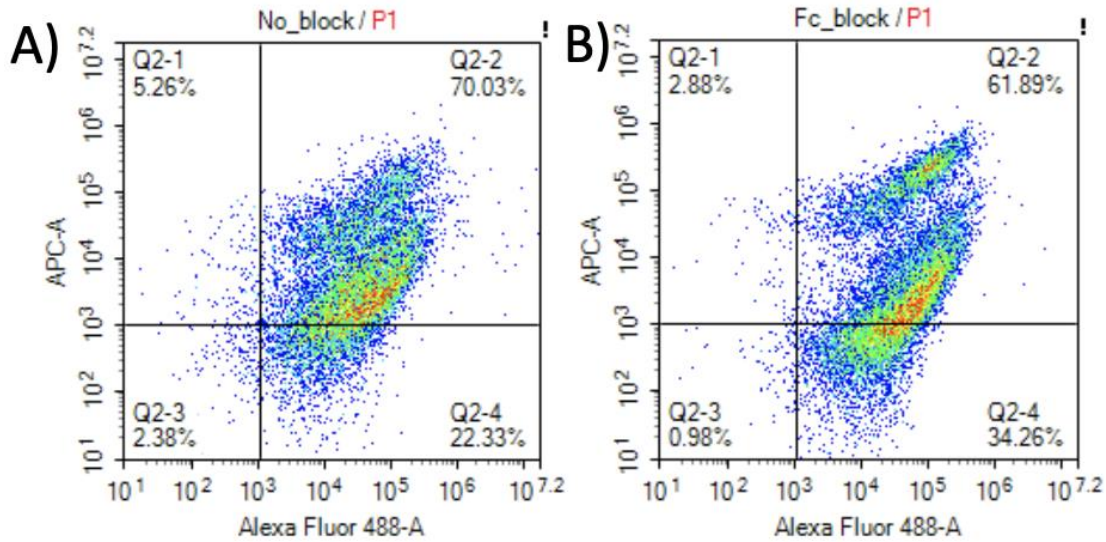 A)
No_block / P1
!
Q2-1
5.26%
Q2-2
70.03%
Q2-3
2.38%
Q2-4
22.33%
APC-A
10^7.2
10^6
10^5
10^4
10^3
10^2
10^1
10^1 10^2 10^3 10^4 10^5 10^6 10^7.2
Alexa Fluor 488-A
B)
Fc_block / P1
!
Q2-1
2.88%
Q2-2
61.89%
Q2-3
0.98%
Q2-4
34.26%
APC-A
10^7.2
10^6
10^5
10^4
10^3
10^2
10^1
10^1 10^2 10^3 10^4 10^5 10^6 10^7.2
Alexa Fluor 488-A